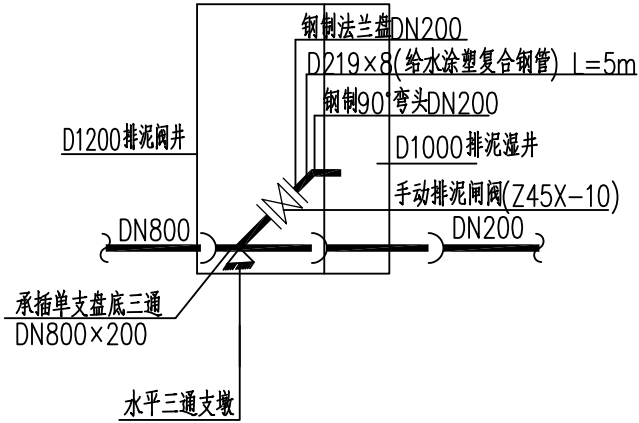 钢制法兰盘DN200
D219×8(给水涂塑复合钢管) L=5m
钢制90°弯头DN200
D1200排泥阀井
D1000排泥湿井
手动排泥闸阀(Z45X-10)
DN800
DN200
承插单支盘底三通
DN800×200
水平三通支墩